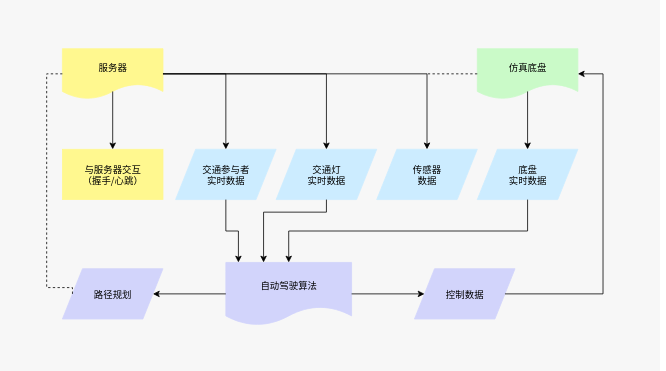 服务器
仿真底盘
与服务器交互
（握手/心跳）
交通参与者
实时数据
交通灯
实时数据
传感器
数据
底盘
实时数据
路径规划
自动驾驶算法
控制数据